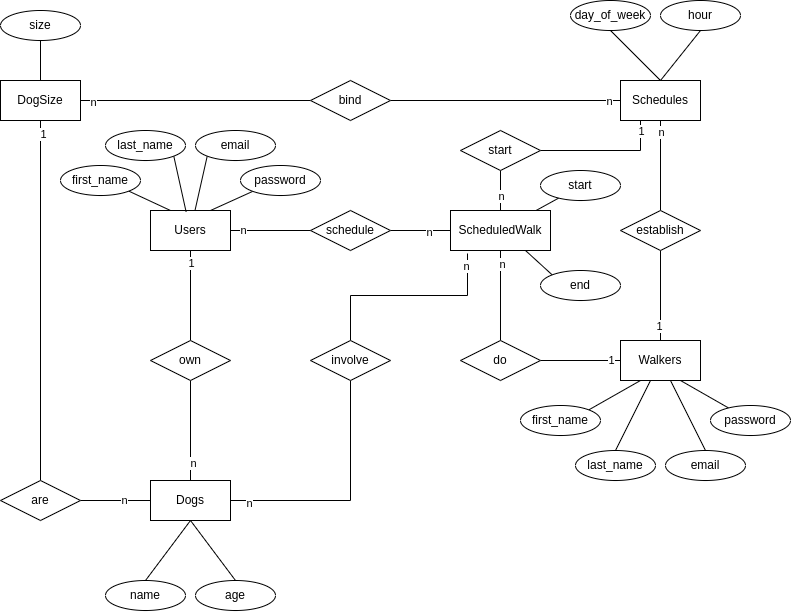 size
day_of_week
hour
DogSize
n
bind
n
Schedules
1
1
n
last_name
email
start
first_name
password
start
n
Users
n
schedule
n
ScheduledWalk
establish
1
n
n
end
1
own
involve
do
1
Walkers
first_name
password
last_name
email
n
are
n
Dogs
n
name
age